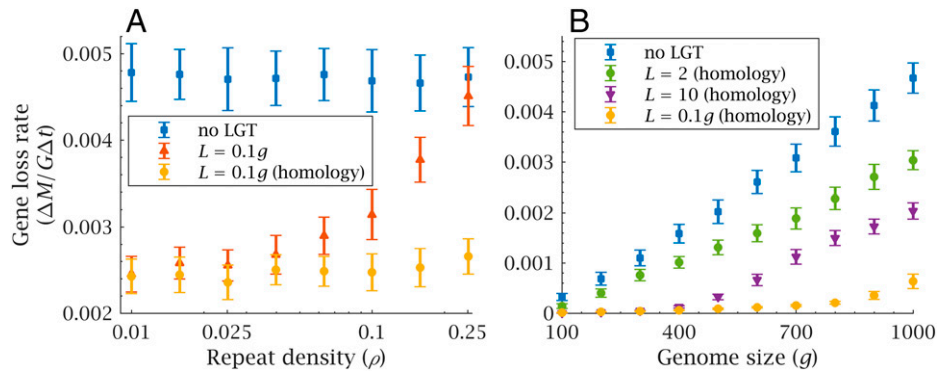 A
0.005
0.004
0.003
0.002
Gene loss rate
(ΔM/GΔt)
no LGT
L = 0.1g
L = 0.1g (homology)
0.01
0.025
0.1
0.25
Repeat density (ρ)
B
0.005
0.004
0.003
0.002
0.001
0
no LGT
L = 2 (homology)
L = 10 (homology)
L = 0.1g (homology)
100
400
700
1000
Genome size (g)